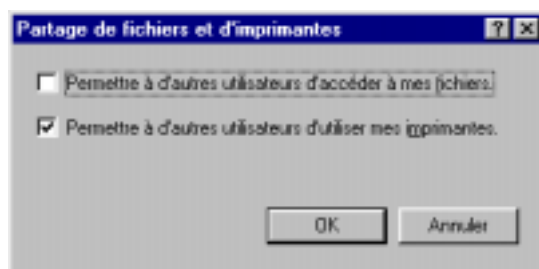 Partage de fichiers et d'imprimantes
Permettre à d'autres utilisateurs d'accéder à mes fichiers.
Permettre à d'autres utilisateurs d'utiliser mes imprimantes.
OK Annuler